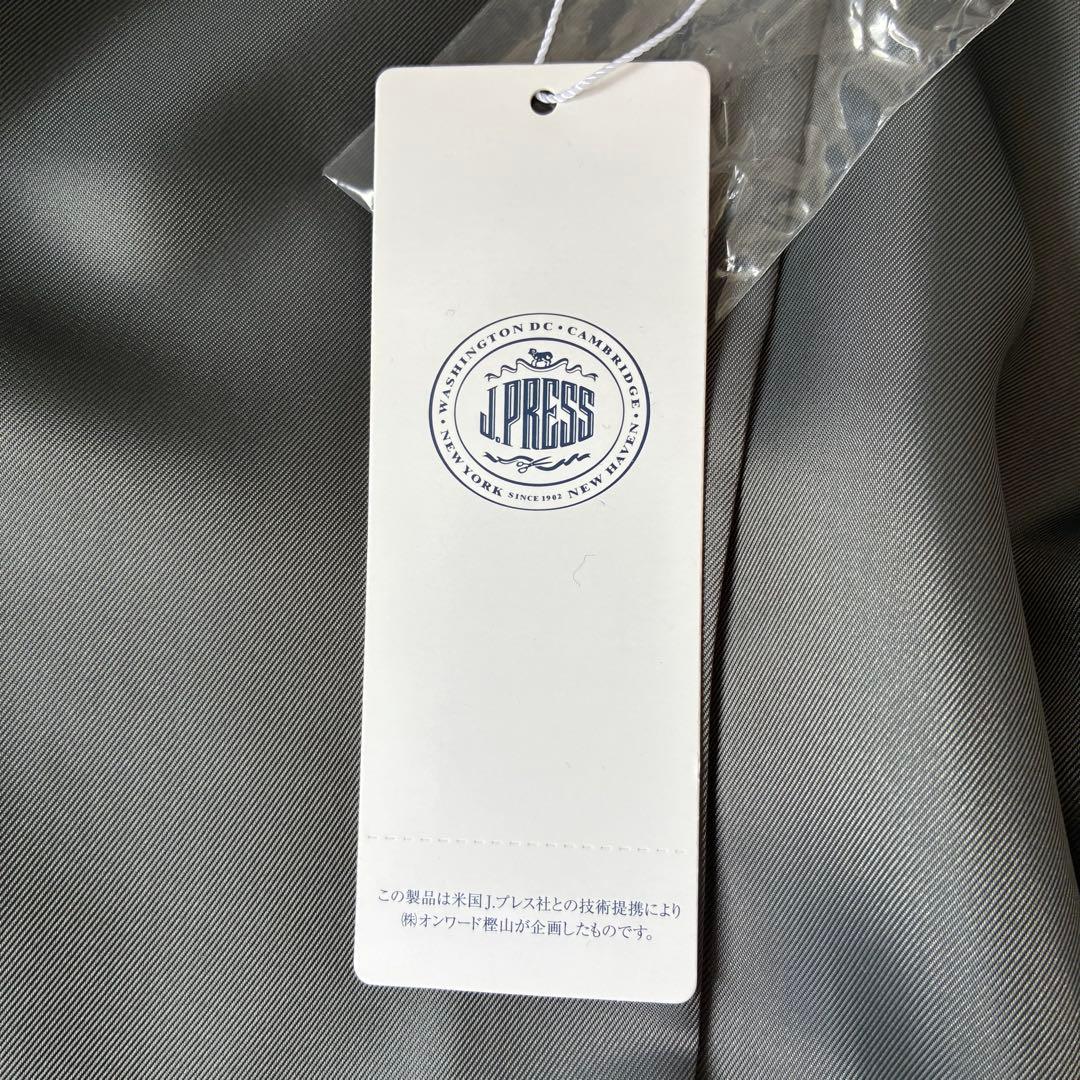 WASHINGTON DC • CAMBRIDGE •
J.PRESS
NEW YORK SINCE 1902 NEW HAVEN
この製品は米国J.プレス社との技術提携により
㈱オンワード樫山が企画したものです。